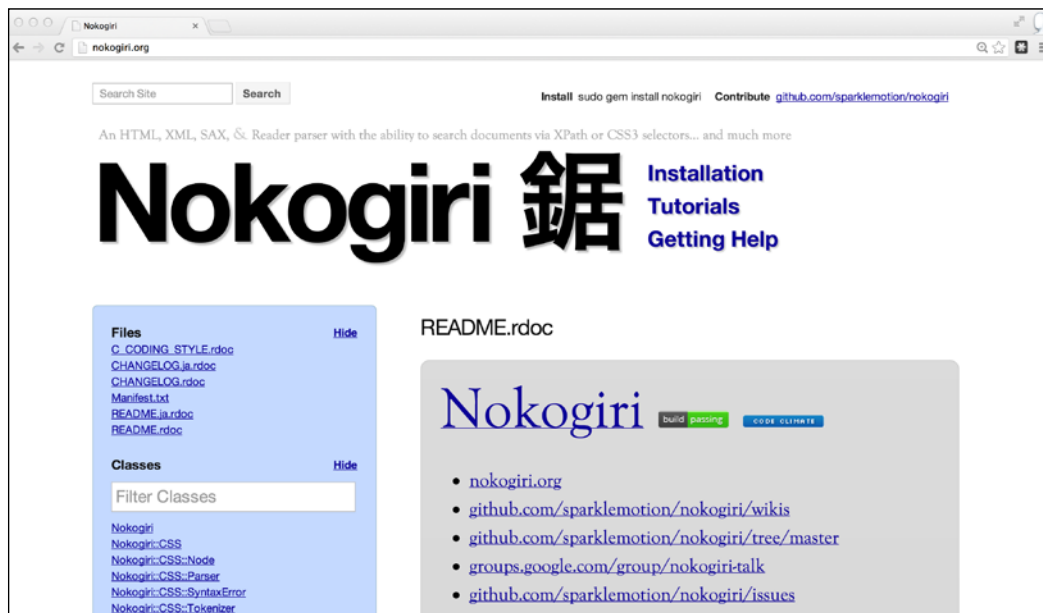 Nokogiri
nokogiri.org
Search Site Search
Install sudo gem install nokogiri Contribute github.com/sparklemotion/nokogiri
An HTML, XML, SAX, & Reader parser with the ability to search documents via XPath or CSS3 selectors... and much more
Nokogiri 鋸
Installation
Tutorials
Getting Help
Files Hide
C_CODING_STYLE.rdoc
CHANGELOG.ja.rdoc
CHANGELOG.rdoc
Manifest.txt
README.ja.rdoc
README.rdoc
Classes Hide
Filter Classes
Nokogiri
Nokogiri::CSS
Nokogiri::CSS::Node
Nokogiri::CSS::Parser
Nokogiri::CSS::SyntaxError
Nokogiri::CSS::Tokenizer
README.rdoc
Nokogiri build passing CODE CLIMATE
nokogiri.org
github.com/sparklemotion/nokogiri/wikis
github.com/sparklemotion/nokogiri/tree/master
groups.google.com/group/nokogiri-talk
github.com/sparklemotion/nokogiri/issues